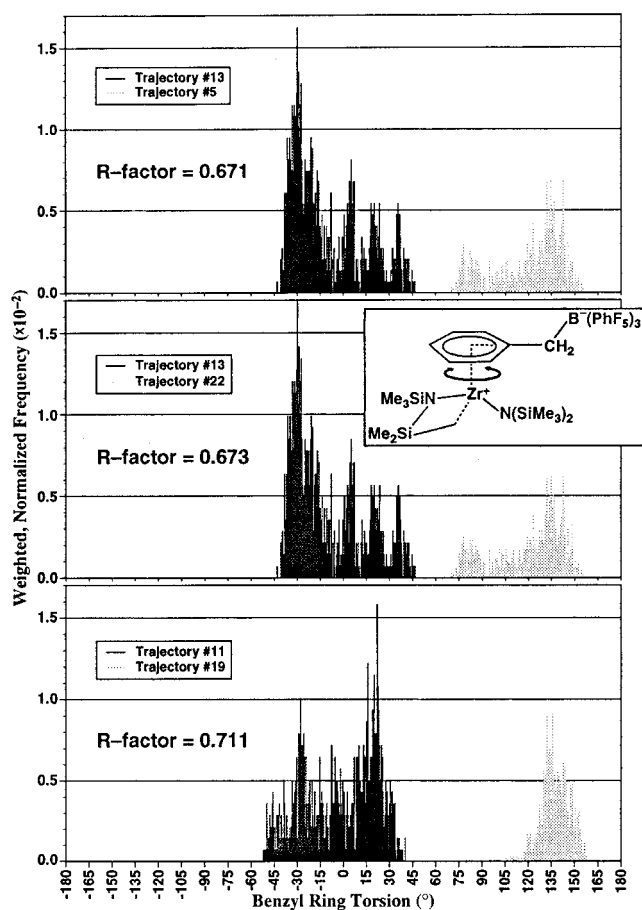 Weighted, Normalized Frequency (×10⁻²)
1.5
1.0
0.5
0.0
Trajectory #13
Trajectory #5
R–factor = 0.671
1.5
1.0
0.5
0.0
Trajectory #13
Trajectory #22
R–factor = 0.673
B⁻(PhF₅)₃
CH₂
Me₃SiN
Zr⁺
N(SiMe₃)₂
Me₂Si
1.5
1.0
0.5
0.0
Trajectory #11
Trajectory #19
R–factor = 0.711
-180 -165 -150 -135 -120 -105 -90 -75 -60 -45 -30 -15 0 15 30 45 60 75 90 105 120 135 150 165 180
Benzyl Ring Torsion (°)